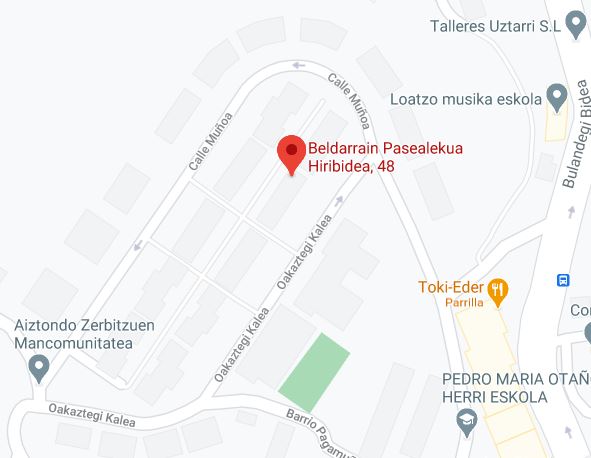 Talleres Uztarri S.L
Calle Muñoa
Loatzo musika eskola
Calle Muñoa
Beldarrain Pasealekua
Hiribidea, 48
Bulandegi Bidea
Oakaztegi Kalea
Toki-Eder
Parrilla
Aiztondo Zerbitzuen
Mancomunitatea
Oakaztegi Kalea
PEDRO MARIA OTAÑ
HERRI ESKOLA
Oakaztegi Kalea
Barrio Pagamu